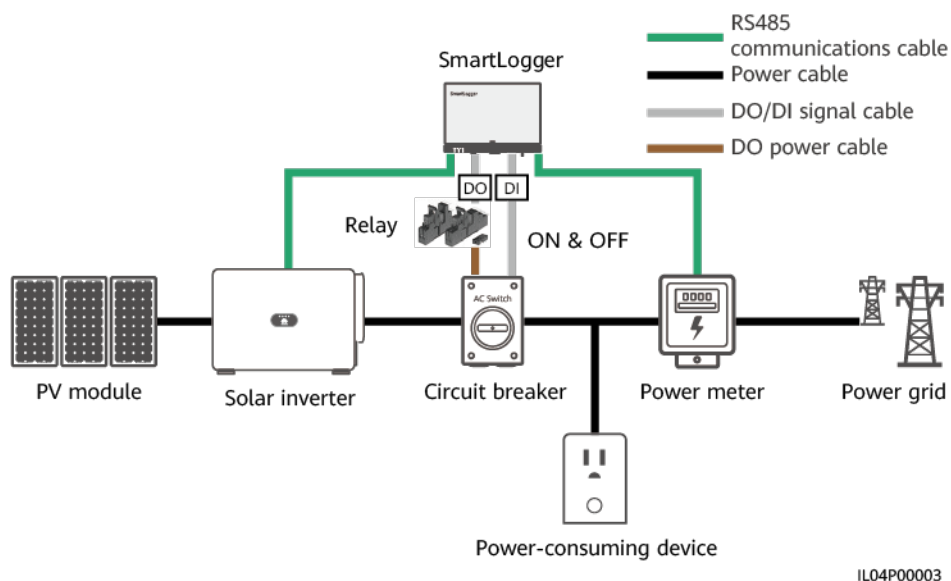 RS485
communications cable
Power cable
DO/DI signal cable
DO power cable
SmartLogger
SmartLogger
DO
DI
Relay
ON & OFF
AC Switch
PV module
Solar inverter
Circuit breaker
Power meter
Power grid
Power-consuming device
IL04P00003